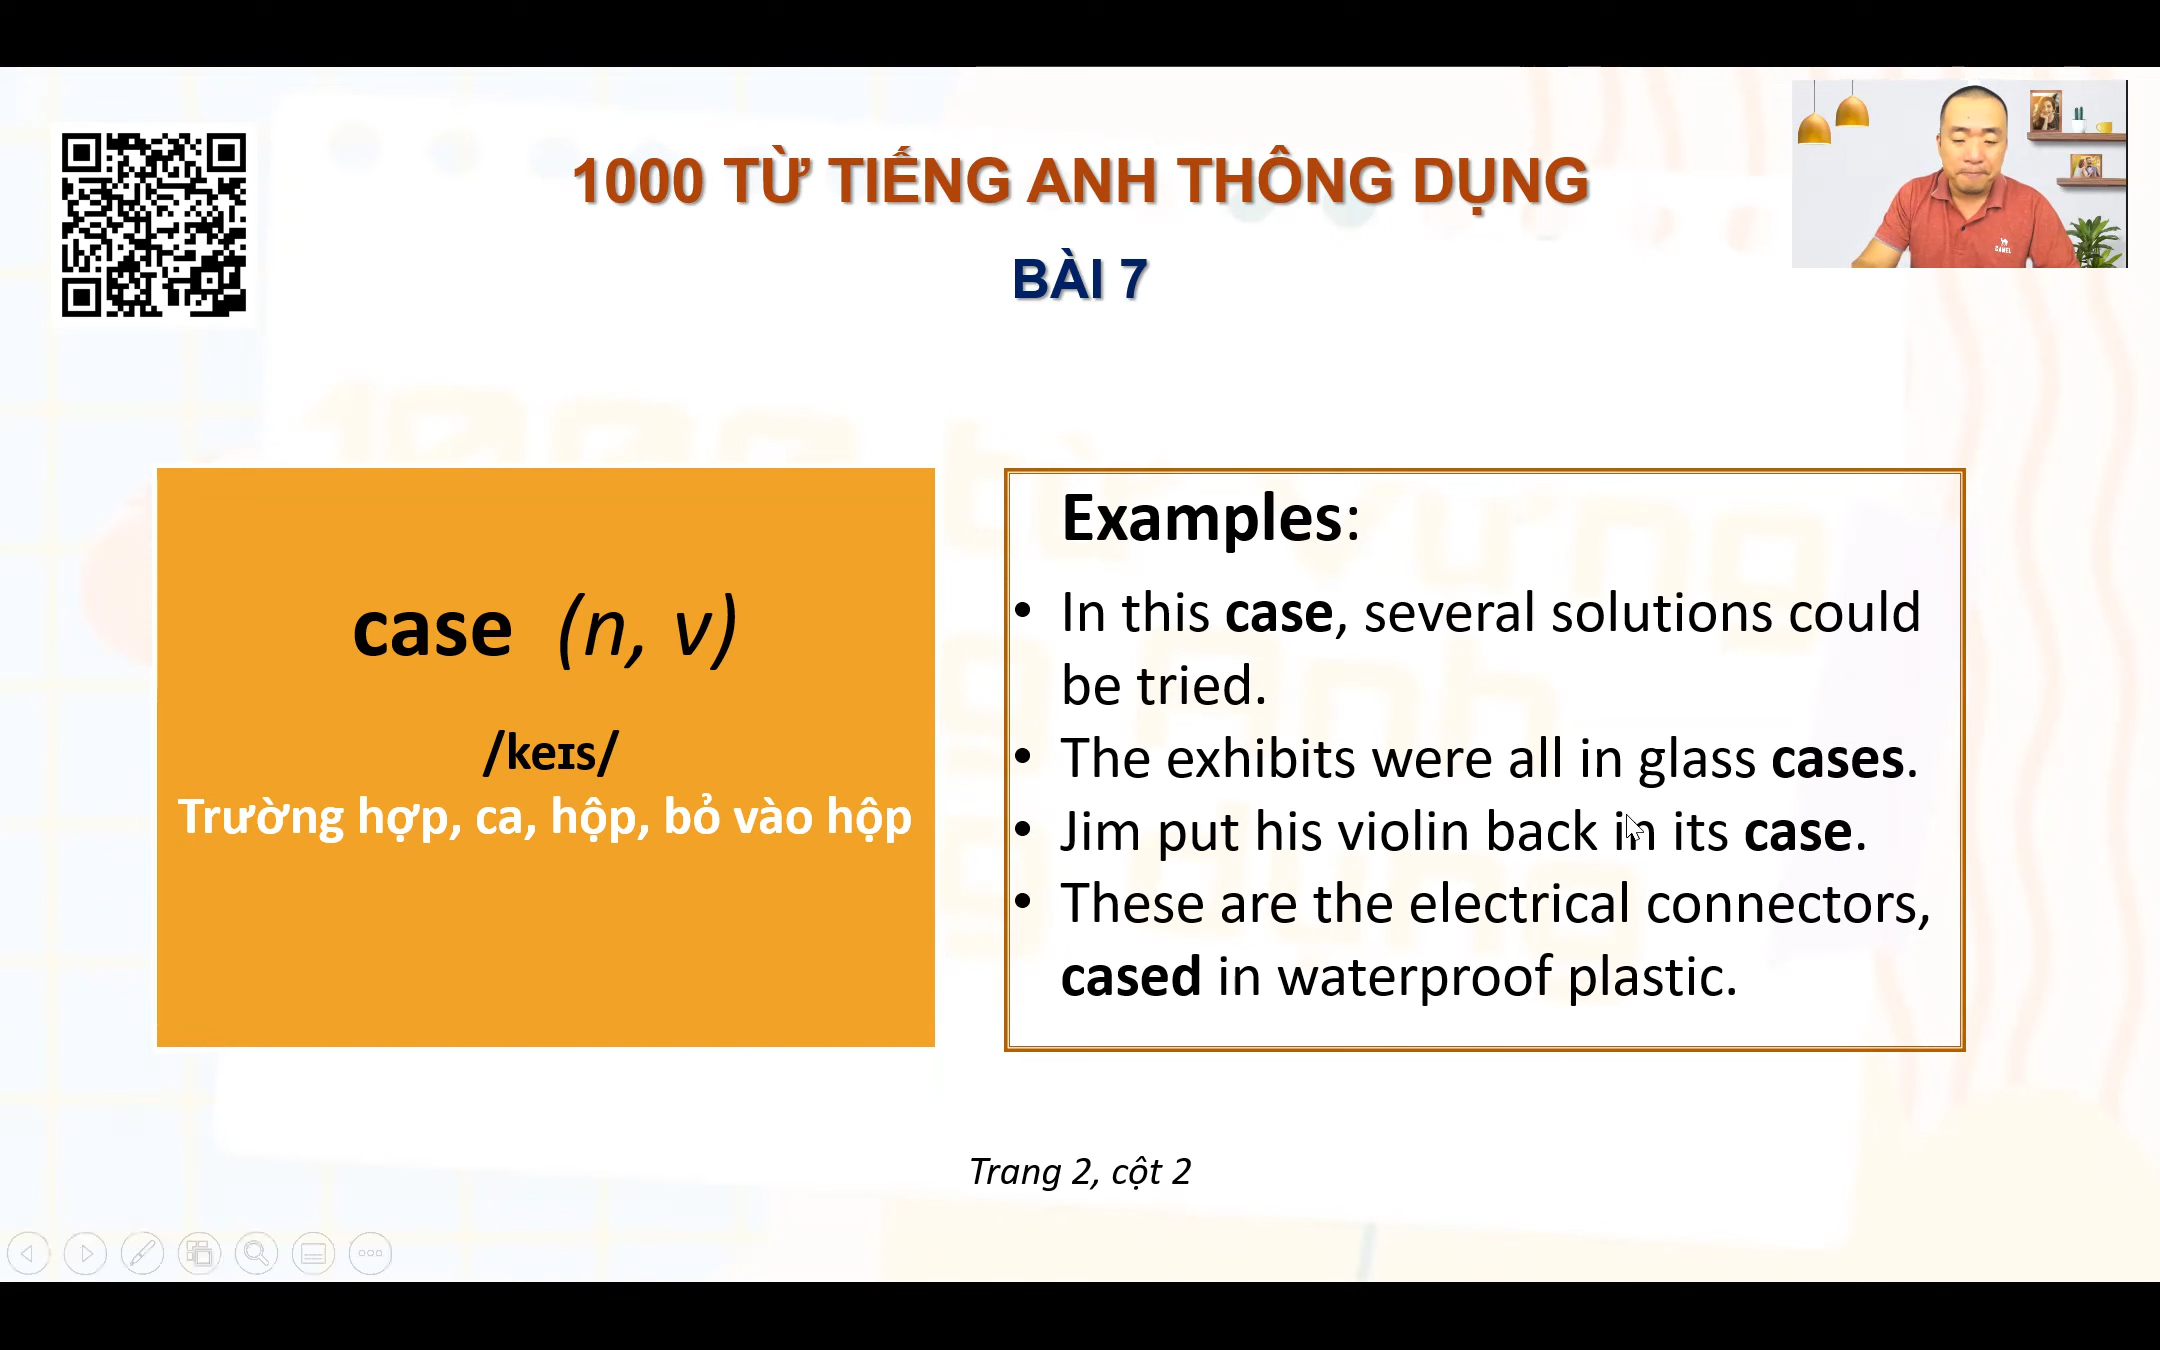 1000 TỪ TIẾNG ANH THÔNG DỤNG
BÀI 7
case (n, v)
/keɪs/
Trường hợp, ca, hộp, bỏ vào hộp
Examples:
• In this case, several solutions could
be tried.
• The exhibits were all in glass cases.
• Jim put his violin back in its case.
• These are the electrical connectors,
cased in waterproof plastic.
Trang 2, cột 2